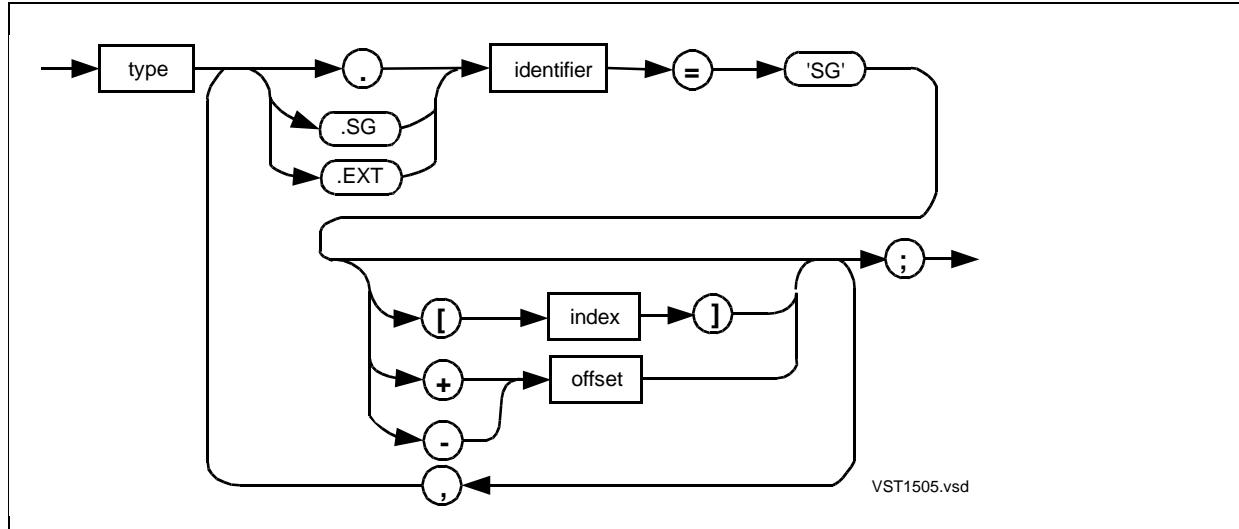 type . identifier = 'SG'
.SG
.EXT
;
[ index ]
+ offset
-
,
VST1505.vsd